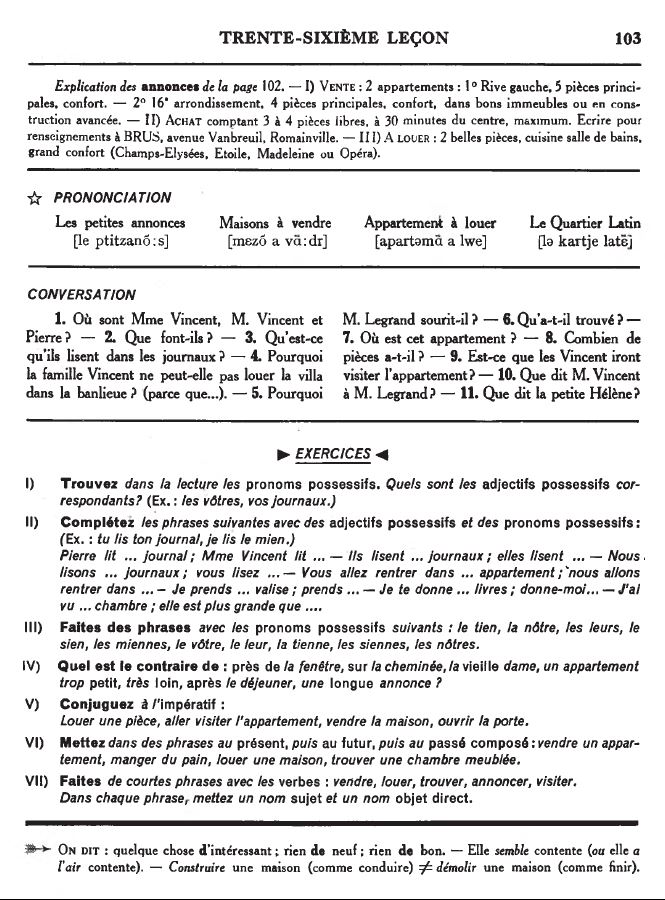 TRENTE-SIXIÈME LEÇON 103
Explication des annonces de la page 102. — I) VENTE : 2 appartements : 1º Rive gauche, 5 pièces princi-
pales, confort. — 2º 16e arrondissement, 4 pièces principales, confort, dans bons immeubles ou en cons-
truction avancée. — II) ACHAT comptant 3 à 4 pièces libres, à 30 minutes du centre, maximum. Ecrire pour
renseignements à BRUS, avenue Vanbreuil, Romainville. — III) A LOUER : 2 belles pièces, cuisine salle de bains,
grand confort (Champs-Elysées, Etoile, Madeleine ou Opéra).
☆ PRONONCIATION
Les petites annonces Maisons à vendre Appartement à louer Le Quartier Latin
[le ptitzanõ:s] [mɛzõ a vɑ̃:dr] [apartəmɑ̃ a lwe] [lə kartje latɛ̃]
CONVERSATION
1. Où sont Mme Vincent, M. Vincent et
Pierre ? — 2. Que font-ils ? — 3. Qu'est-ce
qu'ils lisent dans les journaux ? — 4. Pourquoi
la famille Vincent ne peut-elle pas louer la villa
dans la banlieue ? (parce que...). — 5. Pourquoi
M. Legrand sourit-il ? — 6. Qu'a-t-il trouvé ? —
7. Où est cet appartement ? — 8. Combien de
pièces a-t-il ? — 9. Est-ce que les Vincent iront
visiter l'appartement ? — 10. Que dit M. Vincent
à M. Legrand ? — 11. Que dit la petite Hélène ?
► EXERCICES ◄
I) Trouvez dans la lecture les pronoms possessifs. Quels sont les adjectifs possessifs cor-
respondants? (Ex. : les vôtres, vos journaux.)
II) Complétez les phrases suivantes avec des adjectifs possessifs et des pronoms possessifs :
(Ex. : tu lis ton journal, je lis le mien.)
Pierre lit ... journal ; Mme Vincent lit ... — Ils lisent ... journaux ; elles lisent ... — Nous
lisons ... journaux ; vous lisez ... — Vous allez rentrer dans ... appartement ; nous allons
rentrer dans ... – Je prends ... valise ; prends ... — Je te donne ... livres ; donne-moi... — J'ai
vu ... chambre ; elle est plus grande que ....
III) Faites des phrases avec les pronoms possessifs suivants : le tien, la nôtre, les leurs, le
sien, les miennes, le vôtre, le leur, la tienne, les siennes, les nôtres.
IV) Quel est le contraire de : près de la fenêtre, sur la cheminée, la vieille dame, un appartement
trop petit, très loin, après le déjeuner, une longue annonce ?
V) Conjuguez à l'impératif :
Louer une pièce, aller visiter l'appartement, vendre la maison, ouvrir la porte.
VI) Mettez dans des phrases au présent, puis au futur, puis au passé composé : vendre un appar-
tement, manger du pain, louer une maison, trouver une chambre meublée.
VII) Faites de courtes phrases avec les verbes : vendre, louer, trouver, annoncer, visiter.
Dans chaque phrase, mettez un nom sujet et un nom objet direct.
ON DIT : quelque chose d'intéressant ; rien de neuf ; rien de bon. — Elle semble contente (ou elle a
l'air contente). — Construire une maison (comme conduire) ≠ démolir une maison (comme finir).